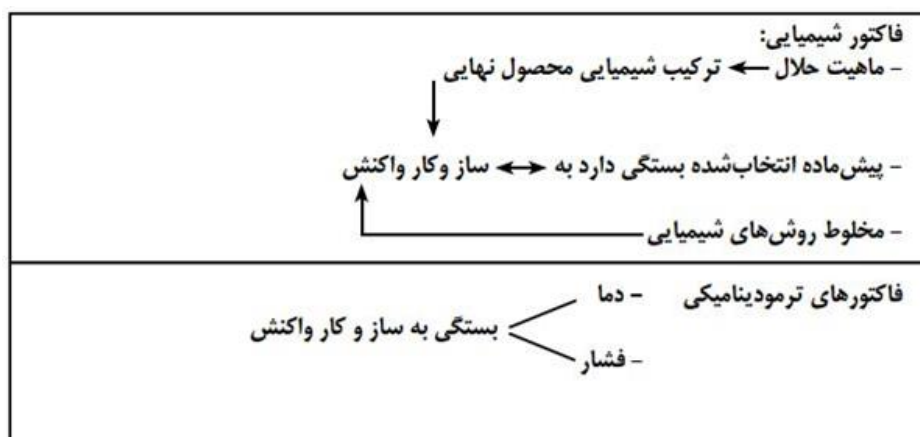 فاکتور شیمیایی:
- ماهیت حلال ← ترکیب شیمیایی محصول نهایی
- پیش‌ماده انتخاب‌شده بستگی دارد به ↔ ساز وکار واکنش
- مخلوط روش‌های شیمیایی
فاکتورهای ترمودینامیکی - دما
بستگی به ساز و کار واکنش
- فشار